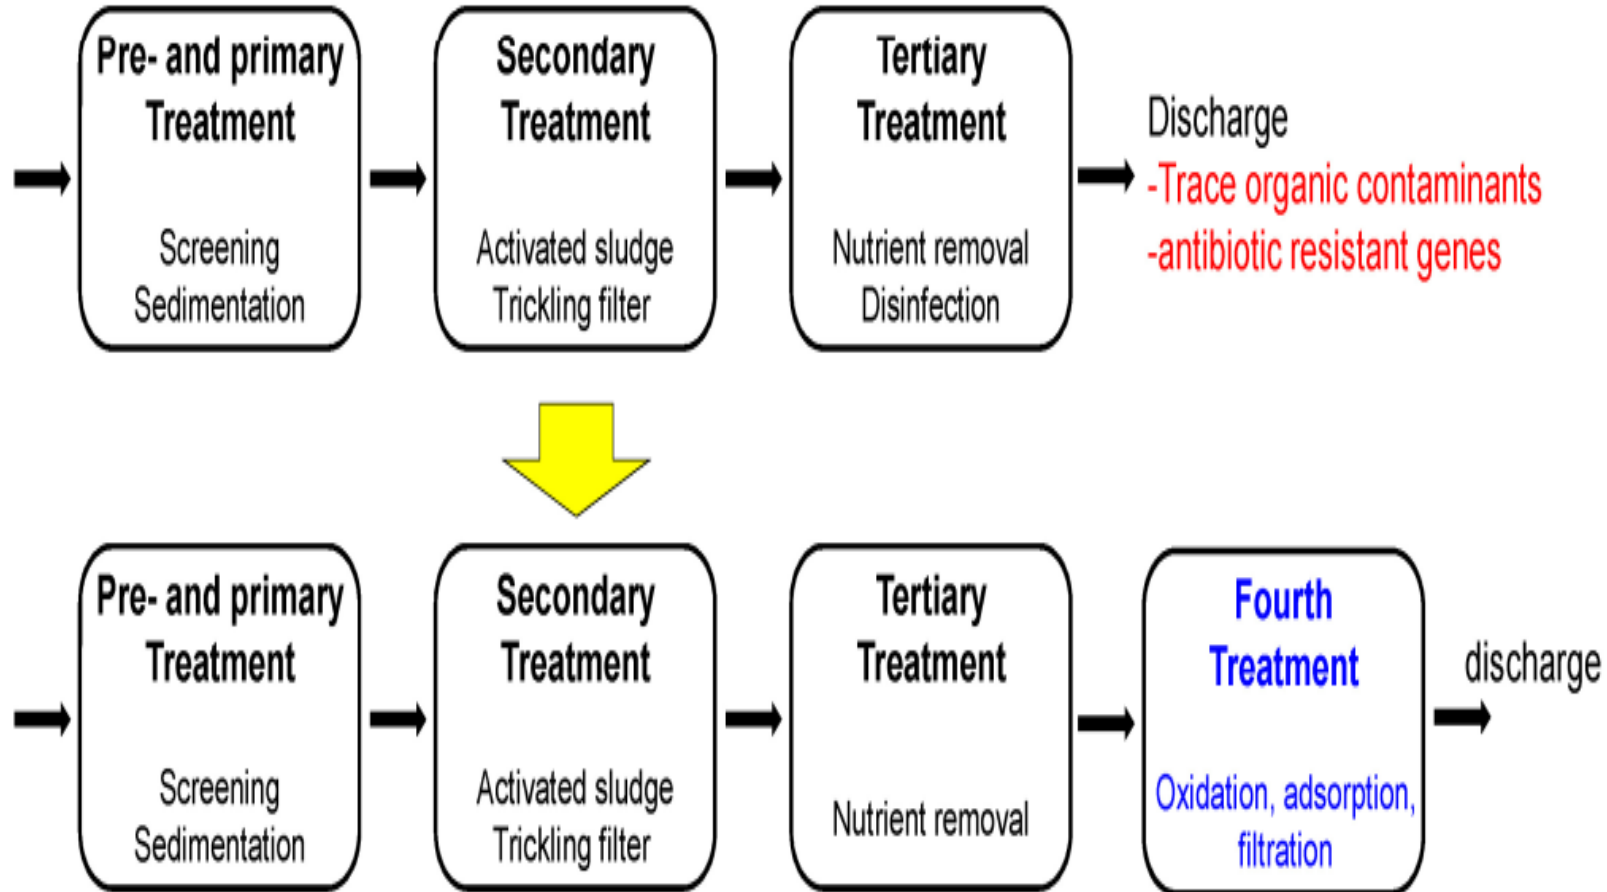 Pre- and primary
Treatment
Screening
Sedimentation
Secondary
Treatment
Activated sludge
Trickling filter
Tertiary
Treatment
Nutrient removal
Disinfection
Discharge
-Trace organic contaminants
-antibiotic resistant genes
Pre- and primary
Treatment
Screening
Sedimentation
Secondary
Treatment
Activated sludge
Trickling filter
Tertiary
Treatment
Nutrient removal
Fourth
Treatment
Oxidation, adsorption,
filtration
discharge